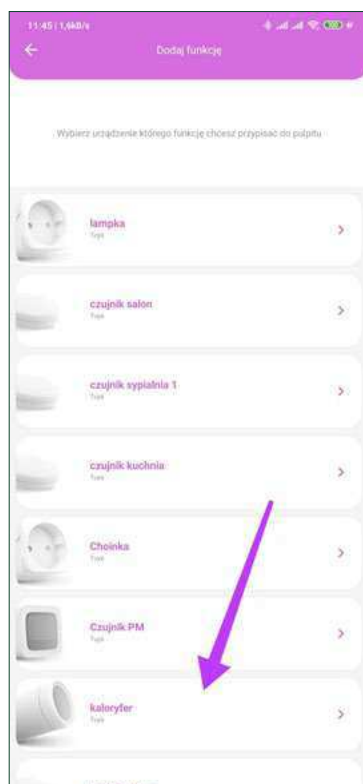 11:45 | 1,6kB/s
Dodaj funkcję
Wybierz urządzenie którego funkcję chcesz przypisać do pulpitu
lampka
Tuya
czujnik salon
Tuya
czujnik sypialnia 1
Tuya
czujnik kuchnia
Tuya
Choinka
Tuya
Czujnik PM
Tuya
kaloryfer
Tuya